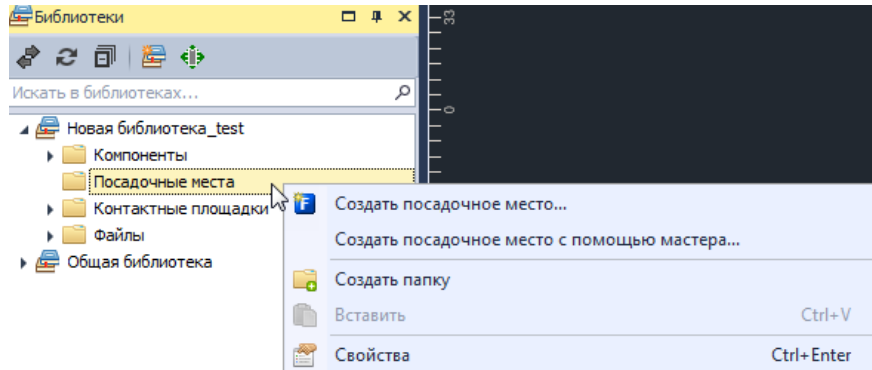 Библиотеки
Искать в библиотеках...
Новая библиотека_test
Компоненты
Посадочные места
Контактные площадки
Файлы
Общая библиотека
Создать посадочное место...
Создать посадочное место с помощью мастера...
Создать папку
Вставить Ctrl+V
Свойства Ctrl+Enter
33
0